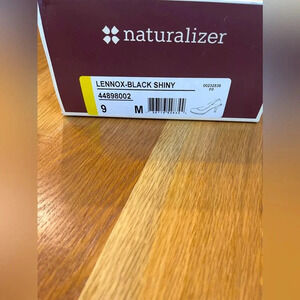 naturalizer
LENNOX-BLACK SHINY
44898002
9 M